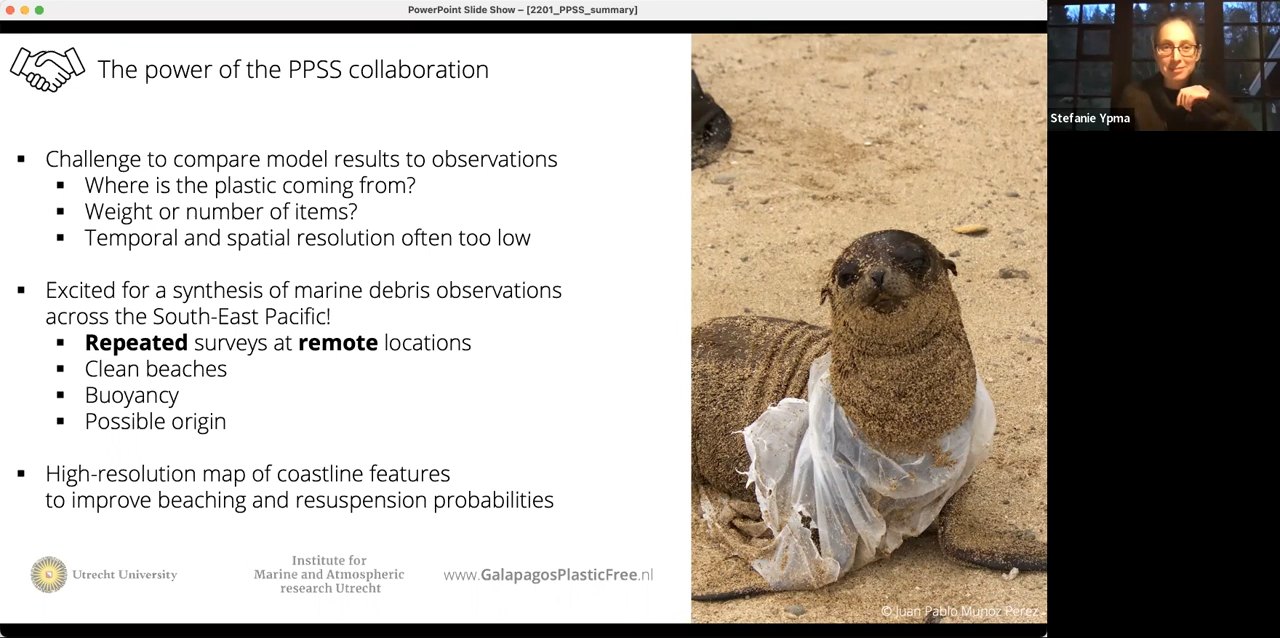 PowerPoint Slide Show – [2201_PPSS_summary]
The power of the PPSS collaboration
Stefanie Ypma
▪ Challenge to compare model results to observations
▪ Where is the plastic coming from?
▪ Weight or number of items?
▪ Temporal and spatial resolution often too low
▪ Excited for a synthesis of marine debris observations
across the South-East Pacific!
▪ Repeated surveys at remote locations
▪ Clean beaches
▪ Buoyancy
▪ Possible origin
▪ High-resolution map of coastline features
to improve beaching and resuspension probabilities
Utrecht University
Institute for
Marine and Atmospheric
research Utrecht
www.GalapagosPlasticFree.nl
© Juan Pablo Muñoz Perez